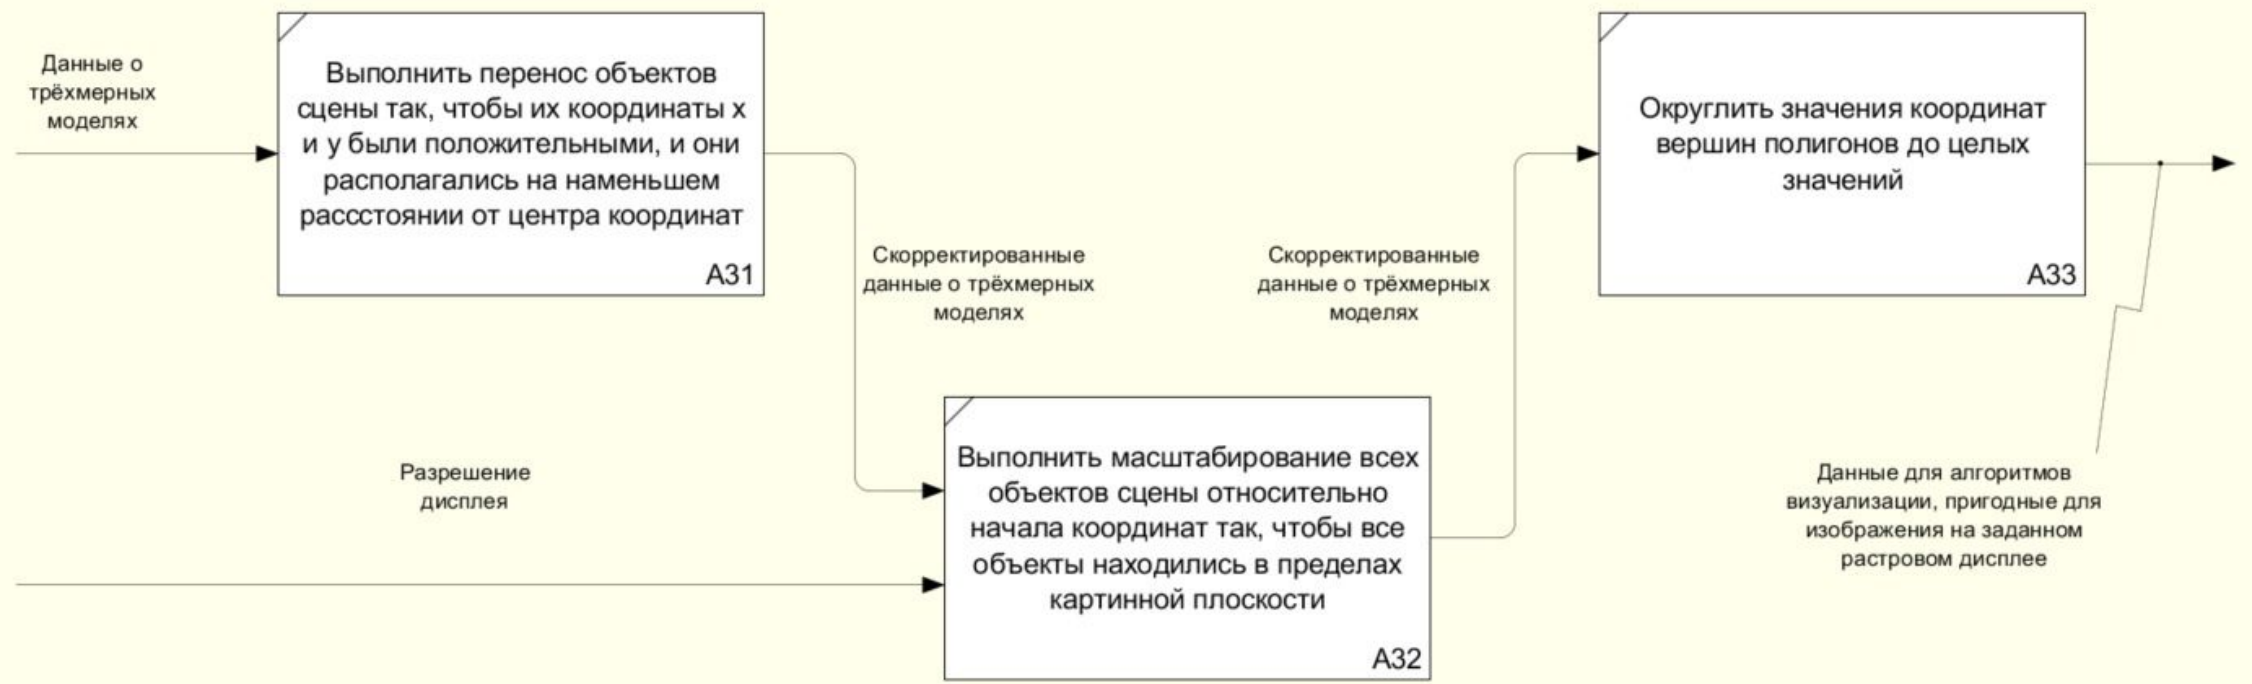 Данные о
трёхмерных
моделях
Выполнить перенос объектов
сцены так, чтобы их координаты x
и y были положительными, и они
располагались на наменьшем
рассстоянии от центра координат
A31
Скорректированные
данные о трёхмерных
моделях
Разрешение
дисплея
Выполнить масштабирование всех
объектов сцены относительно
начала координат так, чтобы все
объекты находились в пределах
картинной плоскости
A32
Скорректированные
данные о трёхмерных
моделях
Округлить значения координат
вершин полигонов до целых
значений
A33
Данные для алгоритмов
визуализации, пригодные для
изображения на заданном
растровом дисплее